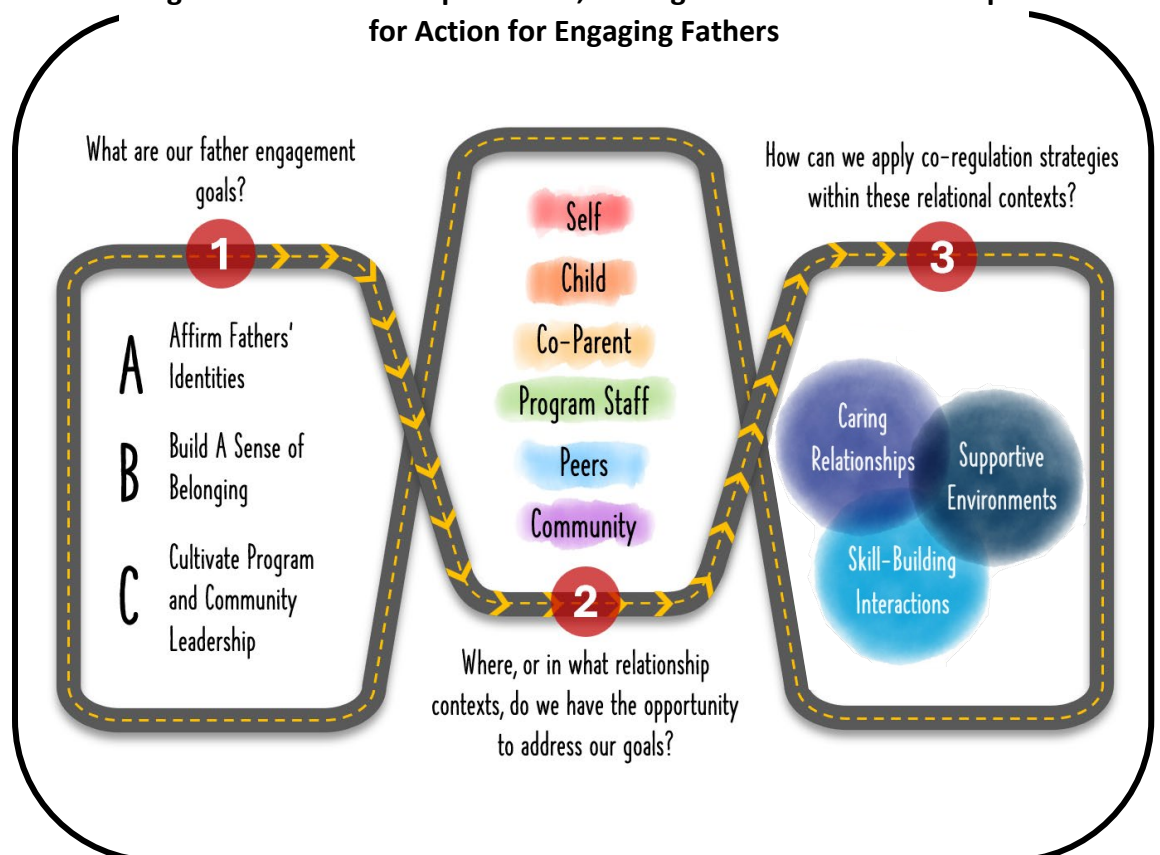 for Action for Engaging Fathers
What are our father engagement
goals?
1
A
Affirm Fathers'
Identities
B
Build A Sense of
Belonging
C
Cultivate Program
and Community
Leadership
Self
Child
Co-Parent
Program Staff
Peers
Community
2
Where, or in what relationship
contexts, do we have the opportunity
to address our goals?
How can we apply co-regulation strategies
within these relational contexts?
3
Caring
Relationships
Supportive
Environments
Skill-Building
Interactions